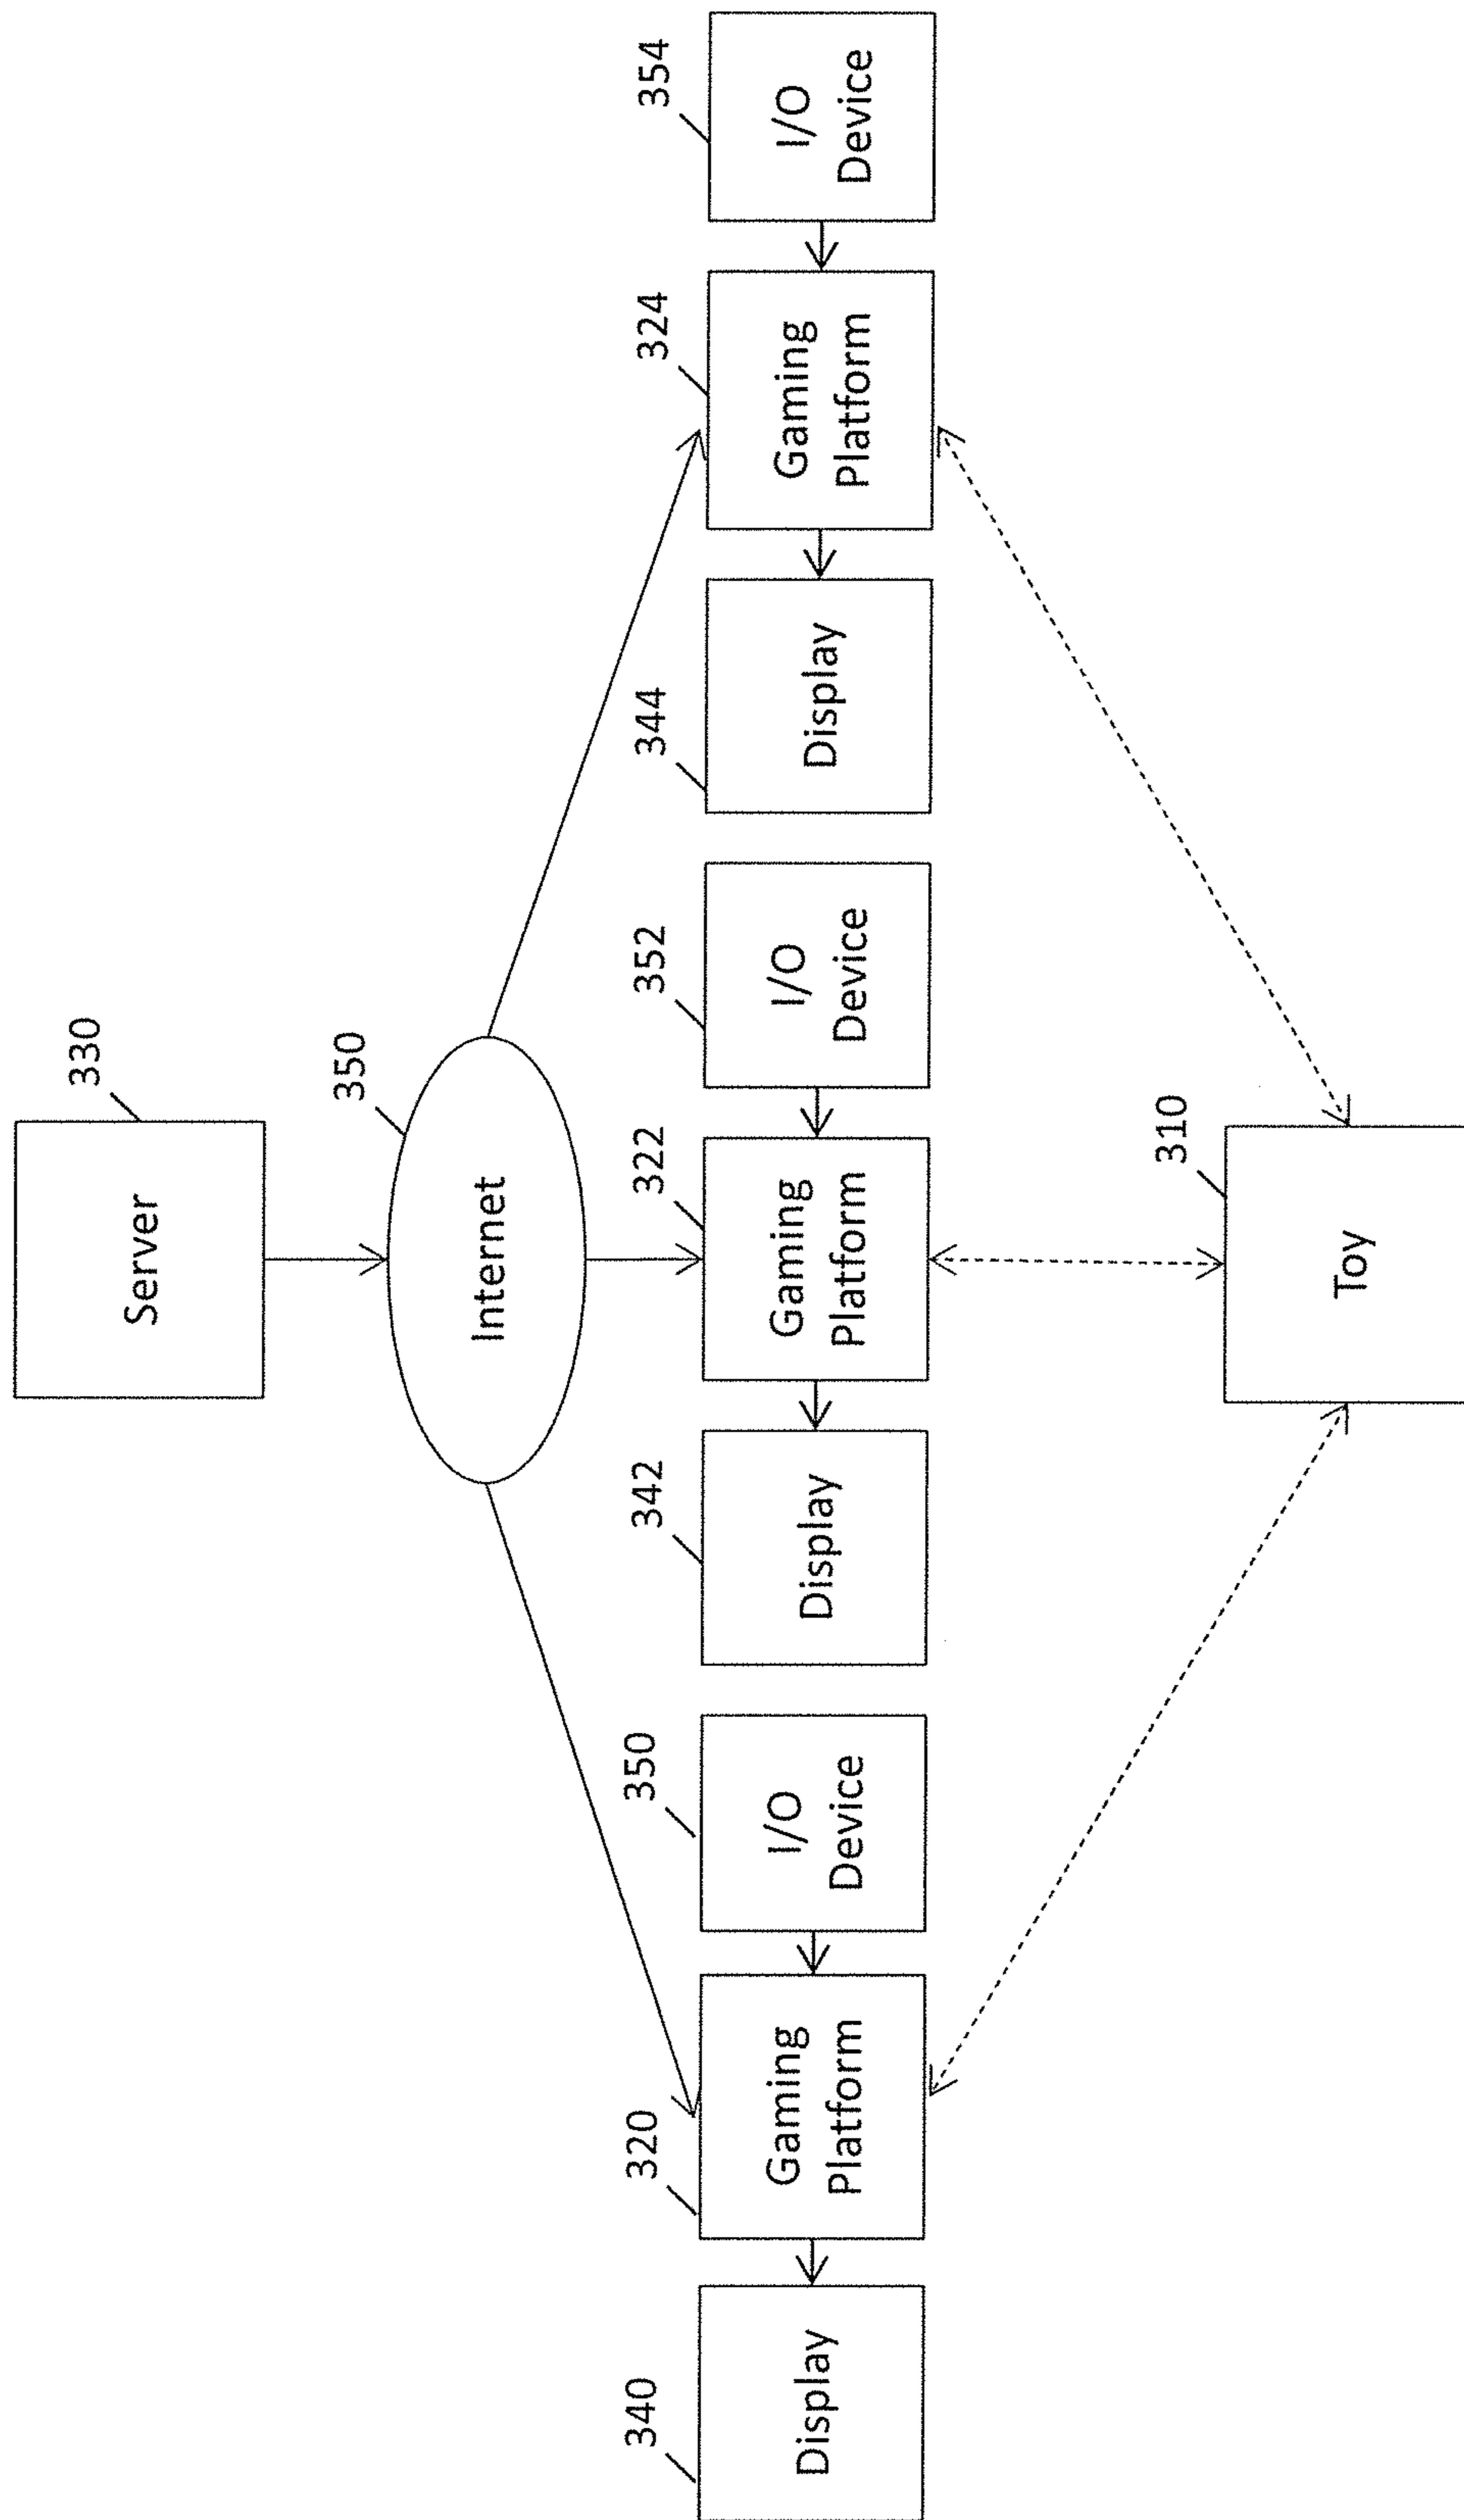 330
Server
350
Internet
340
Display
320
Gaming
Platform
350
I/O
Device
342
Display
322
Gaming
Platform
352
I/O
Device
344
Display
324
Gaming
Platform
354
I/O
Device
310
Toy